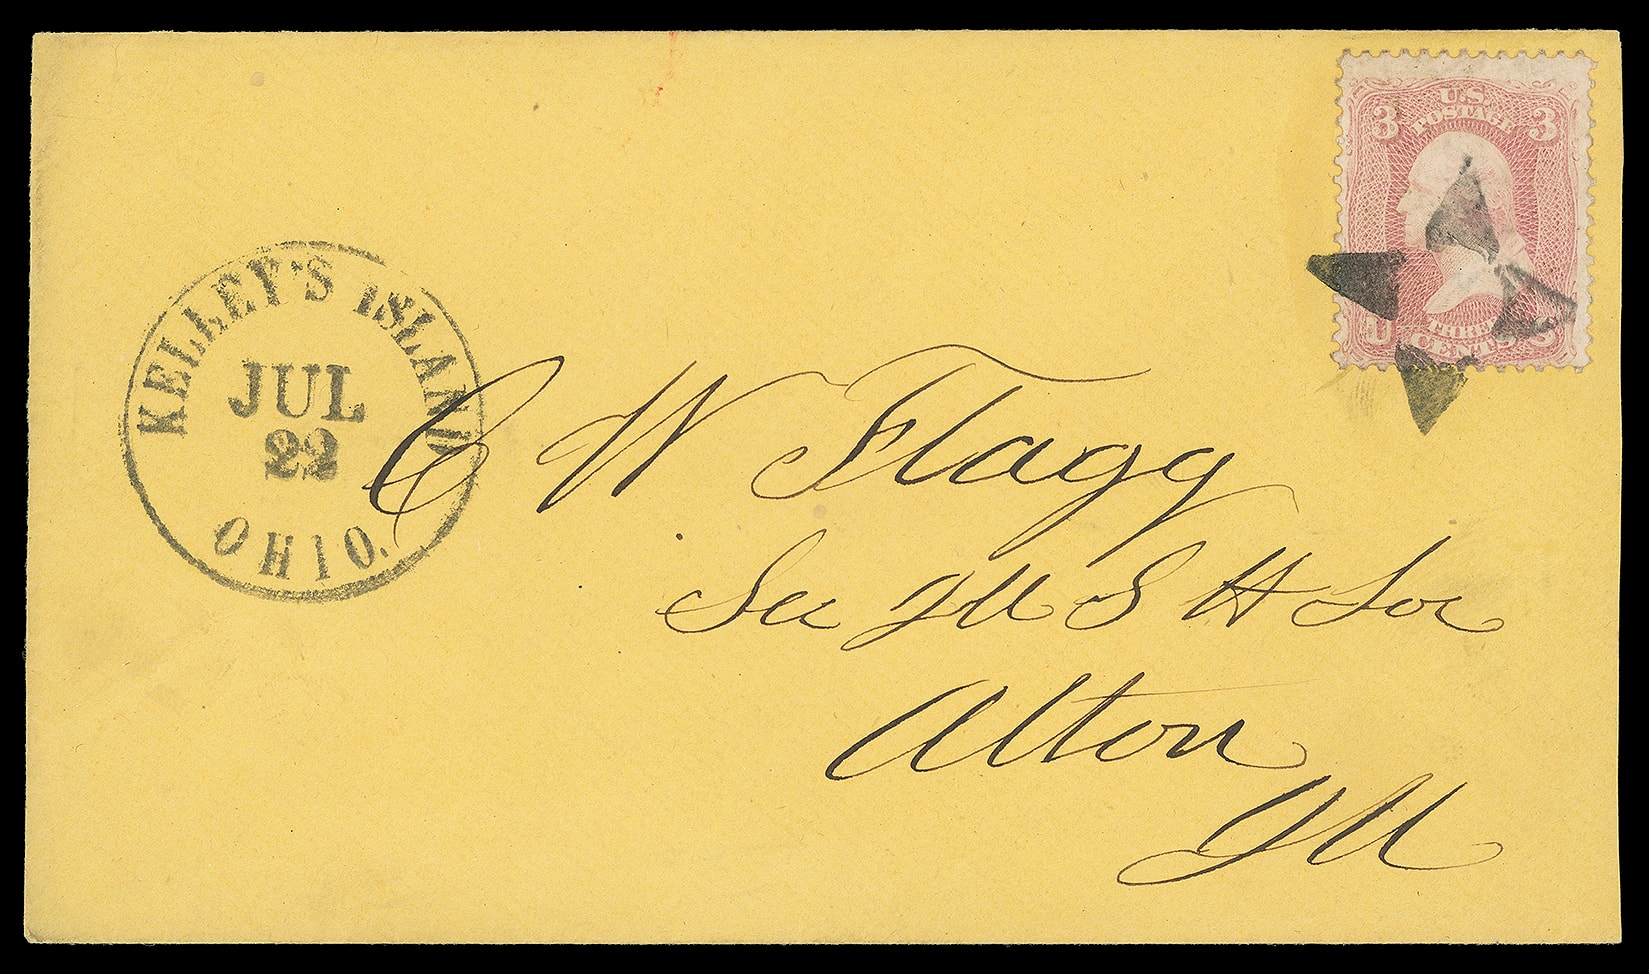 U.S.
POSTAGE
3 3
THREE
U CENTS S
KELLEY'S ISLAND
JUL
22
OHIO.
C W Flagg
Sec Ill S H Soc
Alton
Ill